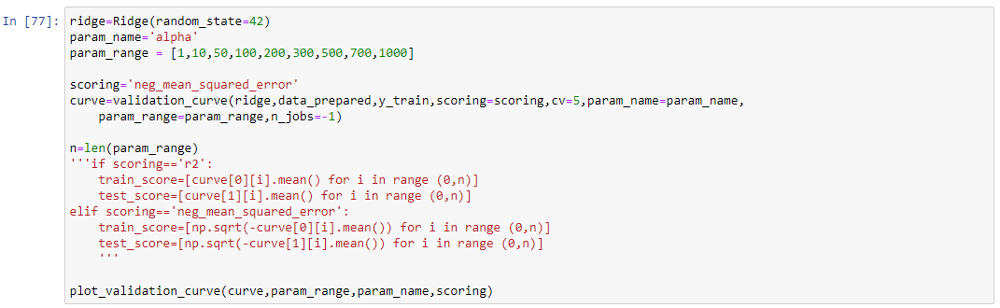 In [77]: ridge=Ridge(random_state=42)
param_name='alpha'
param_range = [1,10,50,100,200,300,500,700,1000]

scoring='neg_mean_squared_error'
curve=validation_curve(ridge,data_prepared,y_train,scoring=scoring,cv=5,param_name=param_name,
    param_range=param_range,n_jobs=-1)

n=len(param_range)
'''if scoring=='r2':
    train_score=[curve[0][i].mean() for i in range (0,n)]
    test_score=[curve[1][i].mean() for i in range (0,n)]
elif scoring=='neg_mean_squared_error':
    train_score=[np.sqrt(-curve[0][i].mean()) for i in range (0,n)]
    test_score=[np.sqrt(-curve[1][i].mean()) for i in range (0,n)]
    '''

plot_validation_curve(curve,param_range,param_name,scoring)